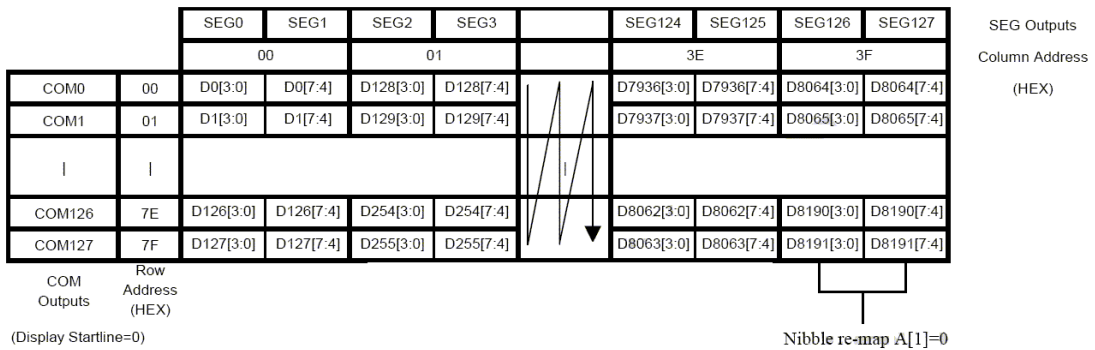 SEG0 SEG1 SEG2 SEG3 SEG124 SEG125 SEG126 SEG127 SEG Outputs
00 01 3E 3F Column Address
(HEX)
COM0 00 D0[3:0] D0[7:4] D128[3:0] D128[7:4] D7936[3:0] D7936[7:4] D8064[3:0] D8064[7:4]
COM1 01 D1[3:0] D1[7:4] D129[3:0] D129[7:4] D7937[3:0] D7937[7:4] D8065[3:0] D8065[7:4]
| | |
COM126 7E D126[3:0] D126[7:4] D254[3:0] D254[7:4] D8062[3:0] D8062[7:4] D8190[3:0] D8190[7:4]
COM127 7F D127[3:0] D127[7:4] D255[3:0] D255[7:4] D8063[3:0] D8063[7:4] D8191[3:0] D8191[7:4]
COM
Outputs
Row
Address
(HEX)
(Display Startline=0)
Nibble re-map A[1]=0